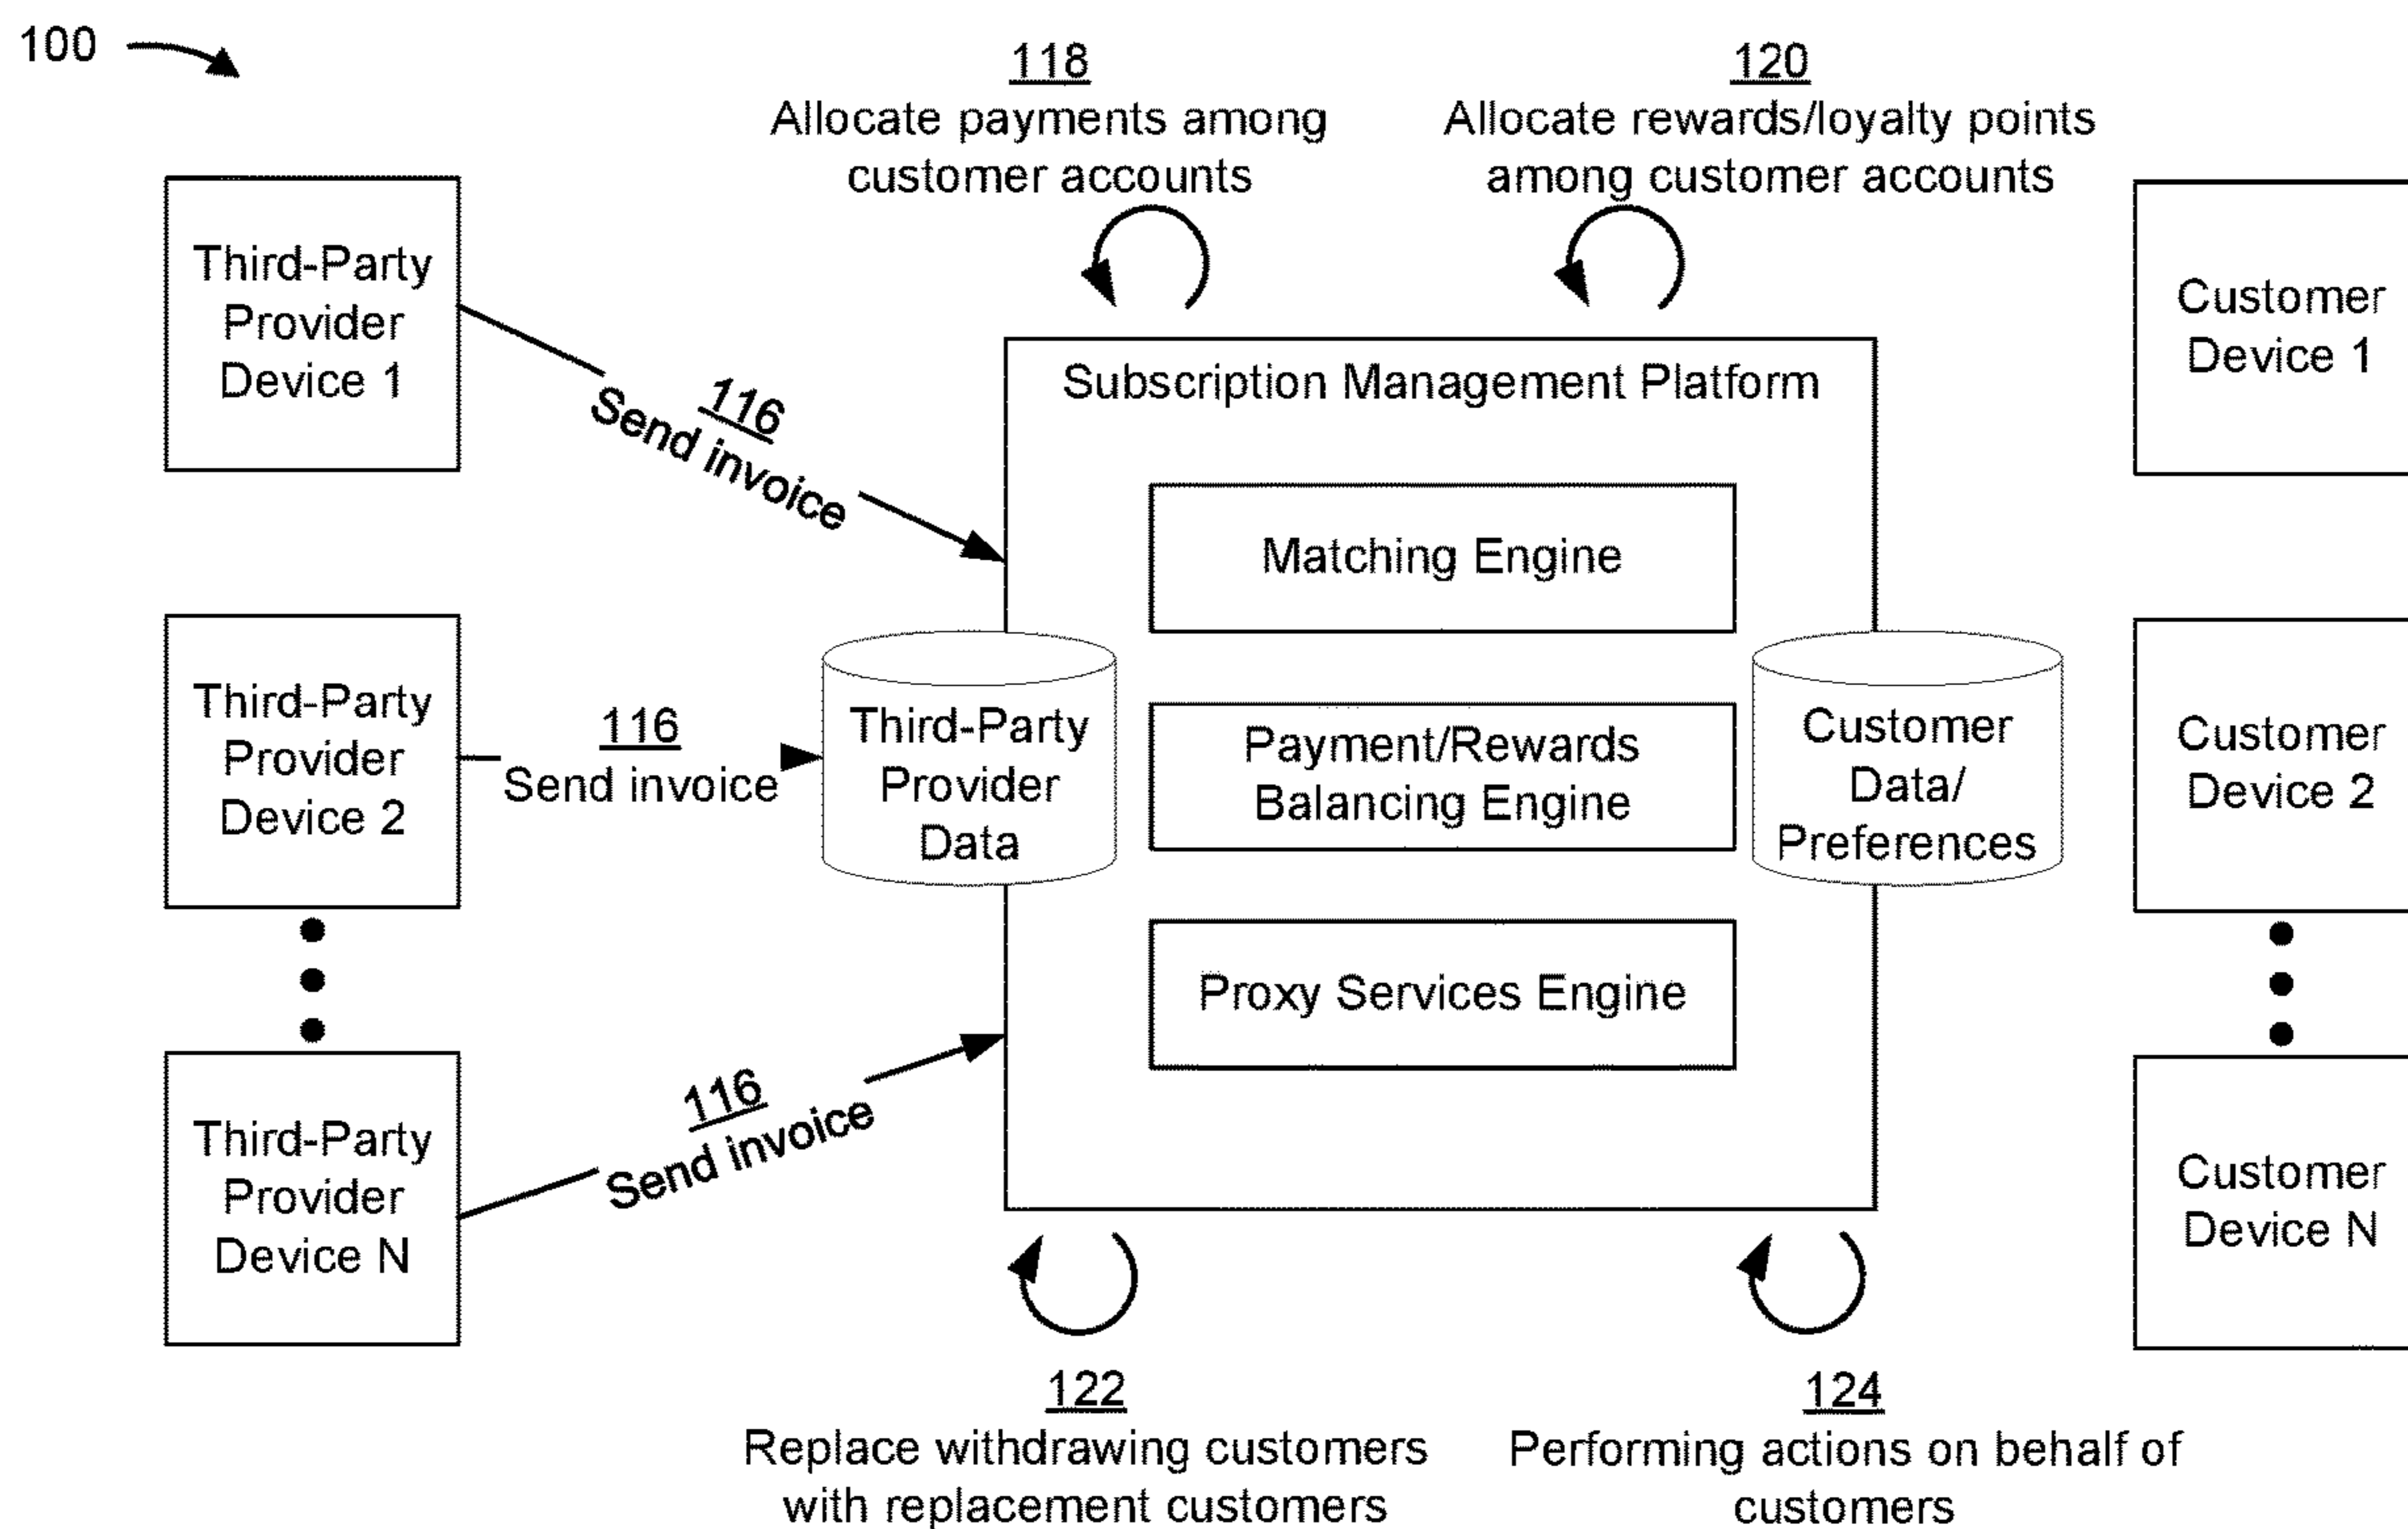 100
118
Allocate payments among
customer accounts
120
Allocate rewards/loyalty points
among customer accounts
Third-Party
Provider
Device 1
116
Send invoice
Third-Party
Provider
Device 2
116
Send invoice
Third-Party
Provider
Device N
116
Send invoice
Subscription Management Platform
Matching Engine
Third-Party
Provider
Data
Payment/Rewards
Balancing Engine
Customer
Data/
Preferences
Proxy Services Engine
Customer
Device 1
Customer
Device 2
Customer
Device N
122
Replace withdrawing customers
with replacement customers
124
Performing actions on behalf of
customers